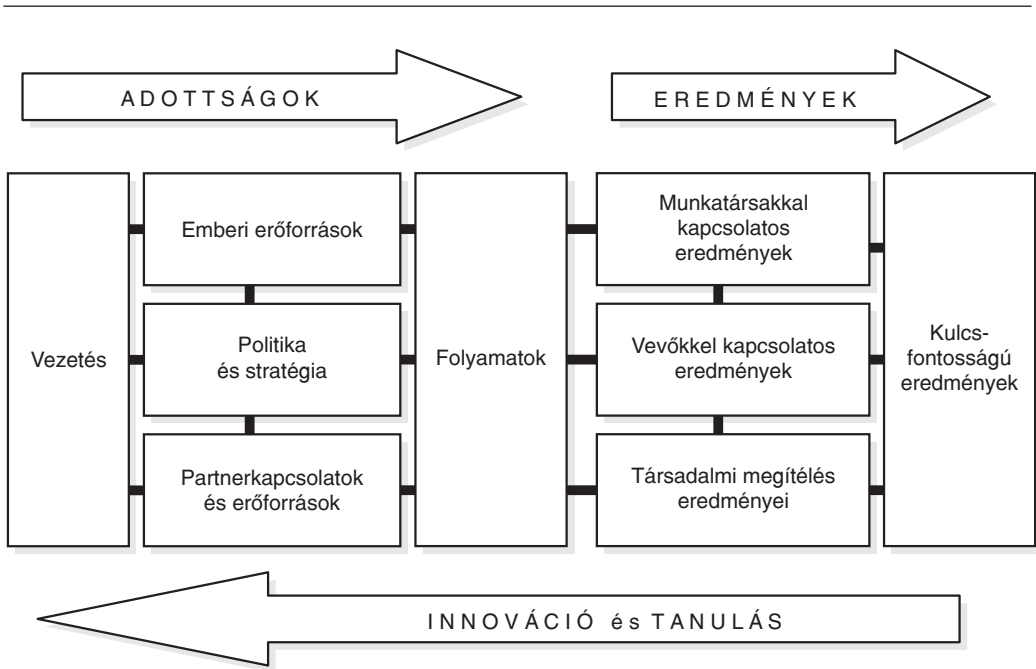 ADOTTSÁGOK
EREDMÉNYEK
Vezetés
Emberi erőforrások
Politika
és stratégia
Partnerkapcsolatok
és erőforrások
Folyamatok
Munkatársakkal
kapcsolatos
eredmények
Vevőkkel kapcsolatos
eredmények
Társadalmi megítélés
eredményei
Kulcs-
fontosságú
eredmények
INNOVÁCIÓ és TANULÁS